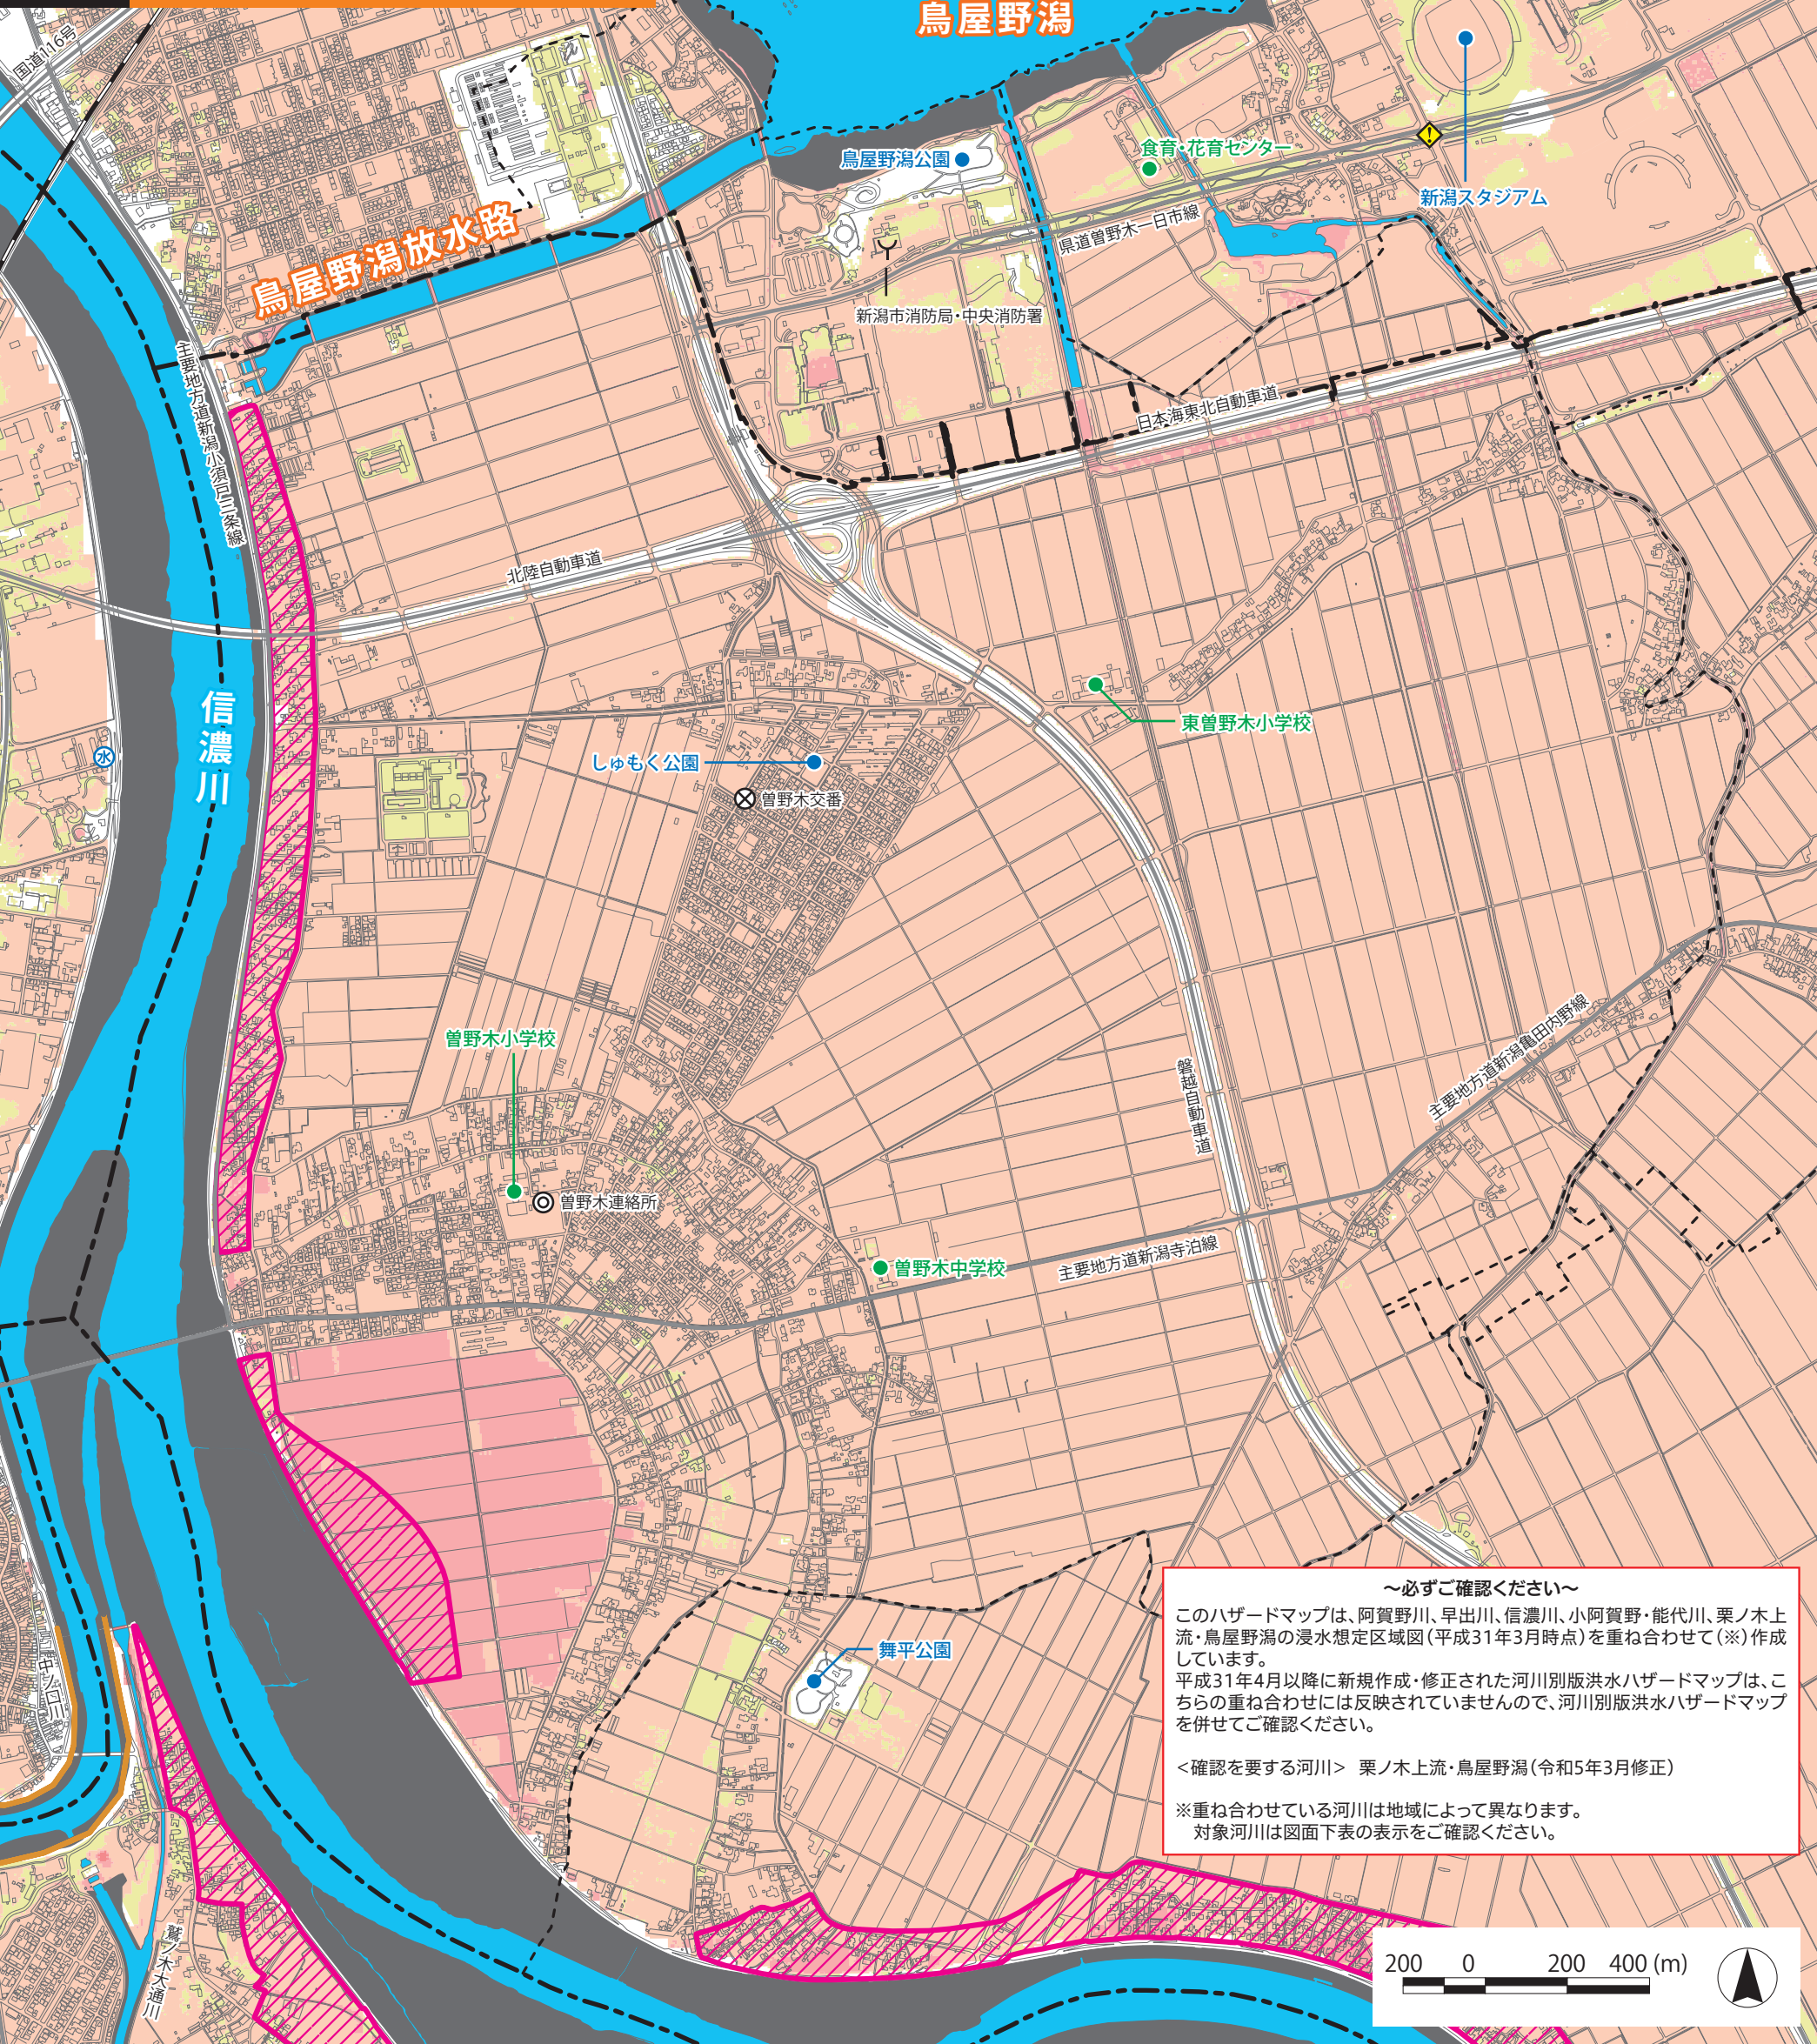 鳥屋野潟
国道116号
鳥屋野潟公園
食育・花育センター
新潟スタジアム
鳥屋野潟放水路
県道曽野木一日市線
新潟市消防局・中央消防署
主要地方道新潟小須戸三条線
日本海東北自動車道
北陸自動車道
信濃川
水
東曽野木小学校
しゅもく公園
曽野木交番
曽野木小学校
主要地方道新潟亀田内野線
磐越自動車道
曽野木連絡所
曽野木中学校
主要地方道新潟寺泊線
中ノ口川
舞平公園
鷲ノ木大通川
～必ずご確認ください～
このハザードマップは、阿賀野川、早出川、信濃川、小阿賀野・能代川、栗ノ木上
流・鳥屋野潟の浸水想定区域図（平成31年3月時点）を重ね合わせて（※）作成
しています。
平成31年4月以降に新規作成・修正された河川別版洪水ハザードマップは、こ
ちらの重ね合わせには反映されていませんので、河川別版洪水ハザードマップ
を併せてご確認ください。
<確認を要する河川> 栗ノ木上流・鳥屋野潟（令和5年3月修正）
※重ね合わせている河川は地域によって異なります。
対象河川は図面下表の表示をご確認ください。
200 0 200 400 (m)